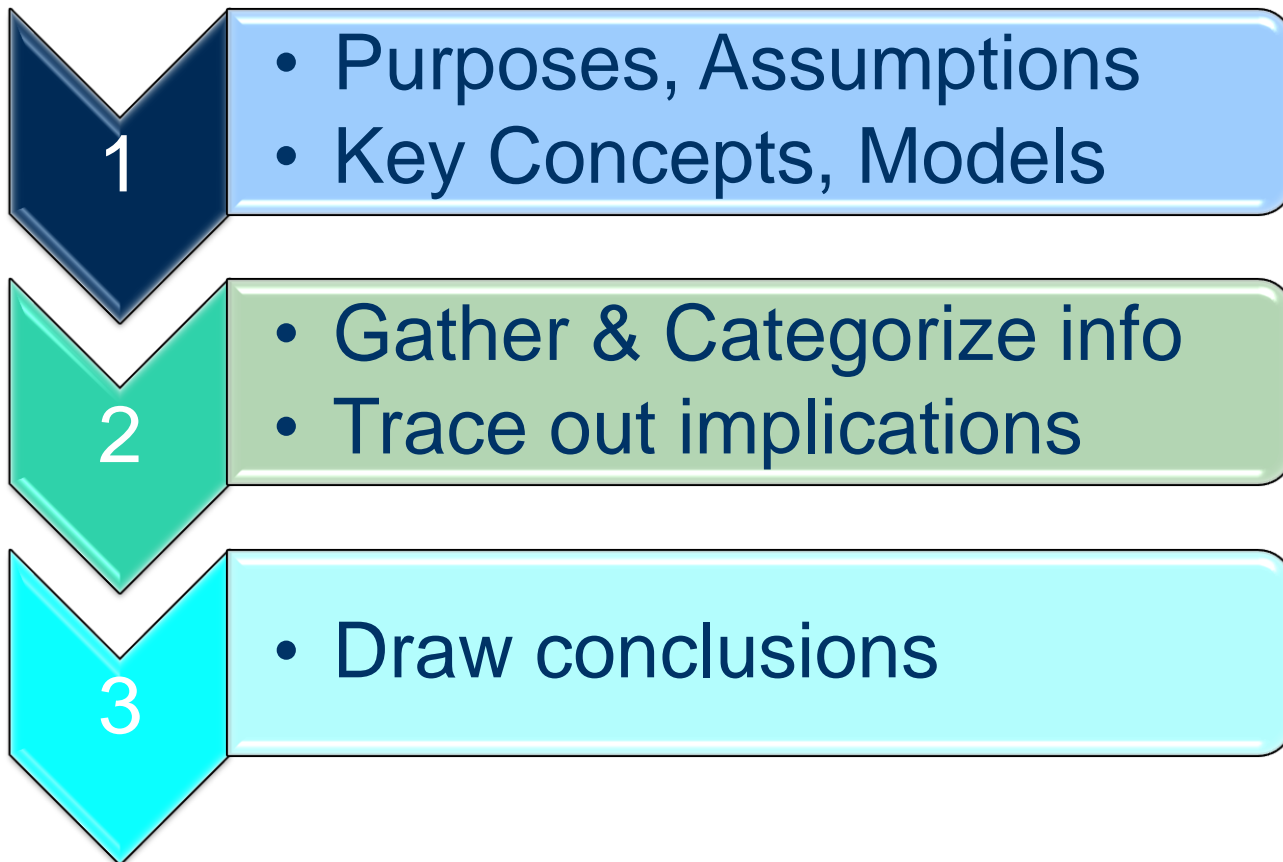 1
• Purposes, Assumptions
• Key Concepts, Models
2
• Gather & Categorize info
• Trace out implications
3
• Draw conclusions